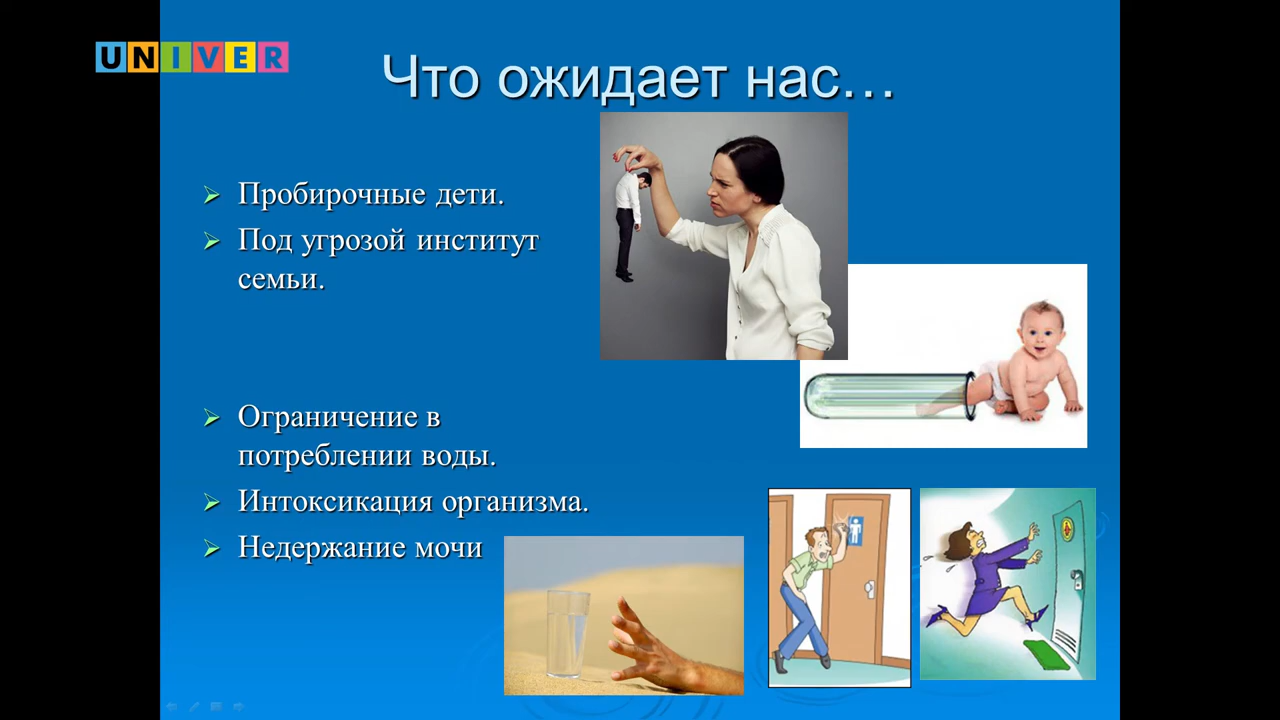 UNIVER
Что ожидает нас...
Пробирочные дети.
Под угрозой институт
семьи.
Ограничение в
потреблении воды.
Интоксикация организма.
Недержание мочи